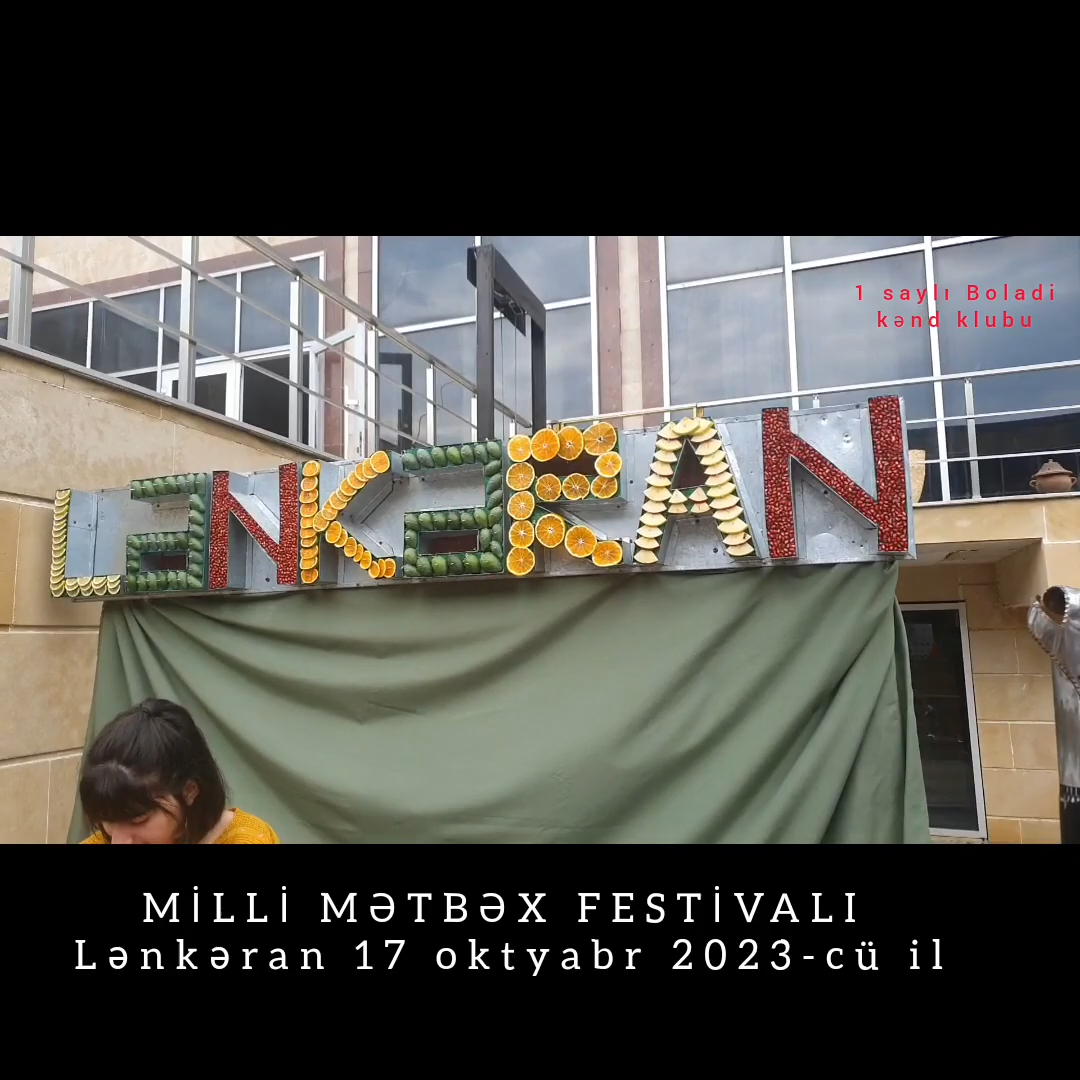 1 saylı Boladi
kənd klubu
LƏNKƏRAN
MİLLİ MƏTBƏX FESTİVALI
Lənkəran 17 oktyabr 2023-cü il